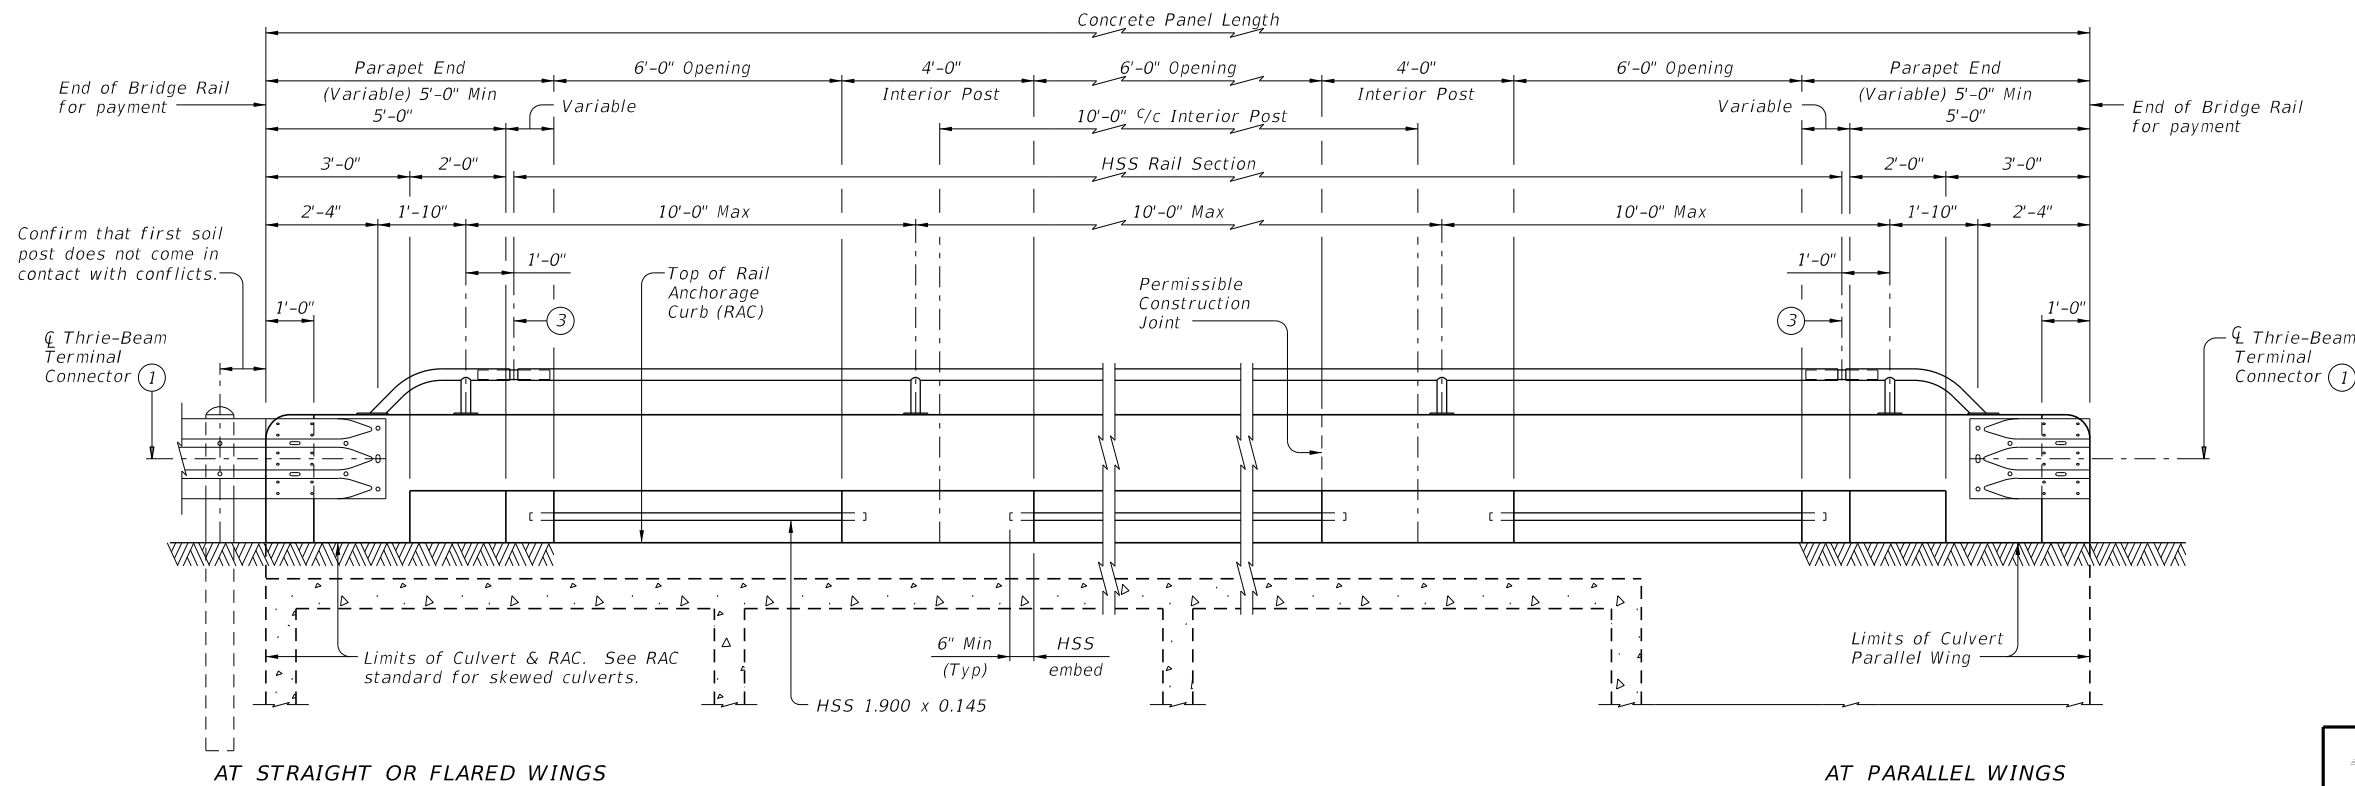 Concrete Panel Length
End of Bridge Rail
for payment
Parapet End
(Variable) 5'-0" Min
6'-0" Opening
4'-0"
Interior Post
6'-0" Opening
4'-0"
Interior Post
6'-0" Opening
Parapet End
(Variable) 5'-0" Min
End of Bridge Rail
for payment
5'-0"
Variable
10'-0" C/c Interior Post
Variable
5'-0"
3'-0"
2'-0"
HSS Rail Section
2'-0"
3'-0"
2'-4"
1'-10"
10'-0" Max
10'-0" Max
10'-0" Max
1'-10"
2'-4"
Confirm that first soil
post does not come in
contact with conflicts.
1'-0"
1'-0"
3
Top of Rail
Anchorage
Curb (RAC)
Permissible
Construction
Joint
1'-0"
3
1'-0"
℄ Thrie-Beam
Terminal
Connector 1
℄ Thrie-Beam
Terminal
Connector 1
Limits of Culvert & RAC. See RAC
standard for skewed culverts.
6" Min
(Typ)
HSS
embed
HSS 1.900 x 0.145
Limits of Culvert
Parallel Wing
AT STRAIGHT OR FLARED WINGS
AT PARALLEL WINGS